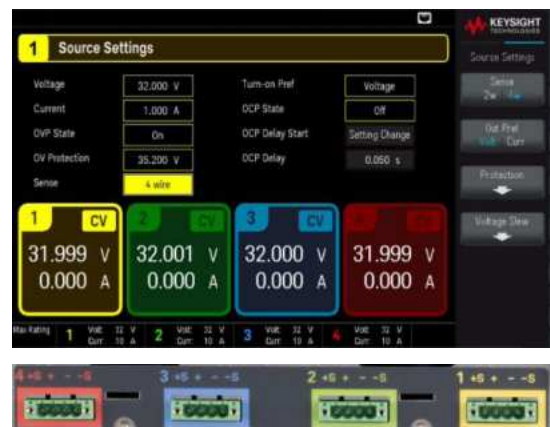 KEYSIGHT
TECHNOLOGIES
1 Source Settings
Source Settings
Voltage 32.000 V Turn-on Pref Voltage
Sense
2w 4w
Current 1.000 A OCP State Off
OVP State On OCP Delay Start Setting Change
Out Pref
Volt Curr
OV Protection 35.200 V OCP Delay 0.050 s
Sense 4 wire
Protection
Voltage Slew
1 CV 2 CV 3 CV 4 CV
31.999 V 32.001 V 32.000 V 31.999 V
0.000 A 0.000 A 0.000 A 0.000 A
Max Rating 1 Volt 32 V 2 Volt 32 V 3 Volt 32 V 4 Volt 32 V
Curr 10 A Curr 10 A Curr 10 A Curr 10 A
4 +S + - -S 3 +S + - -S 2 +S + - -S 1 +S + - -S